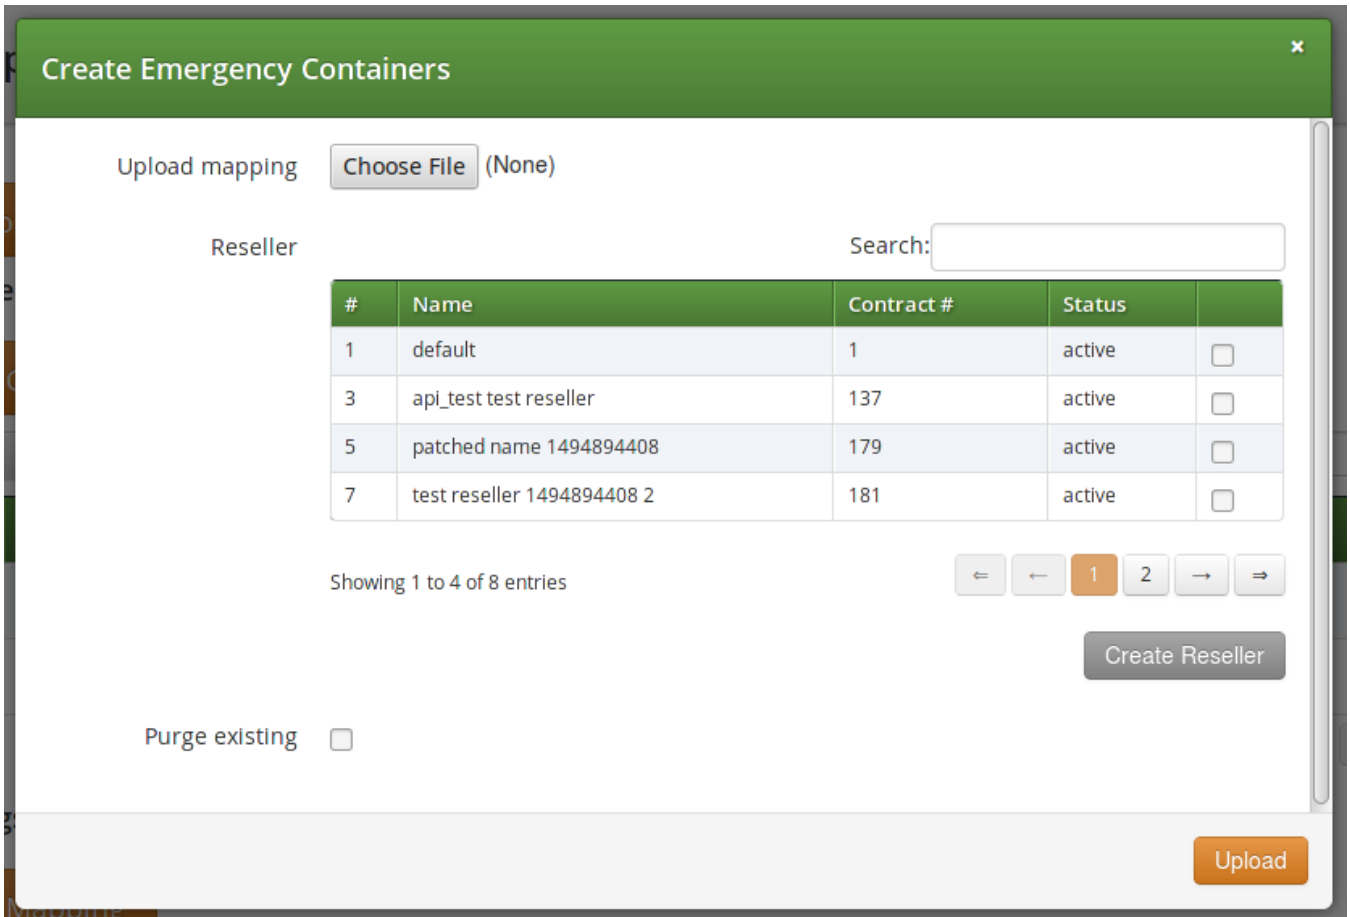 Create Emergency Containers ×
Upload mapping Choose File (None)
Reseller Search:
# Name Contract # Status
1 default 1 active
3 api_test test reseller 137 active
5 patched name 1494894408 179 active
7 test reseller 1494894408 2 181 active
Showing 1 to 4 of 8 entries ⇐ ← 1 2 → ⇒
Create Reseller
Purge existing
Upload
Mapping